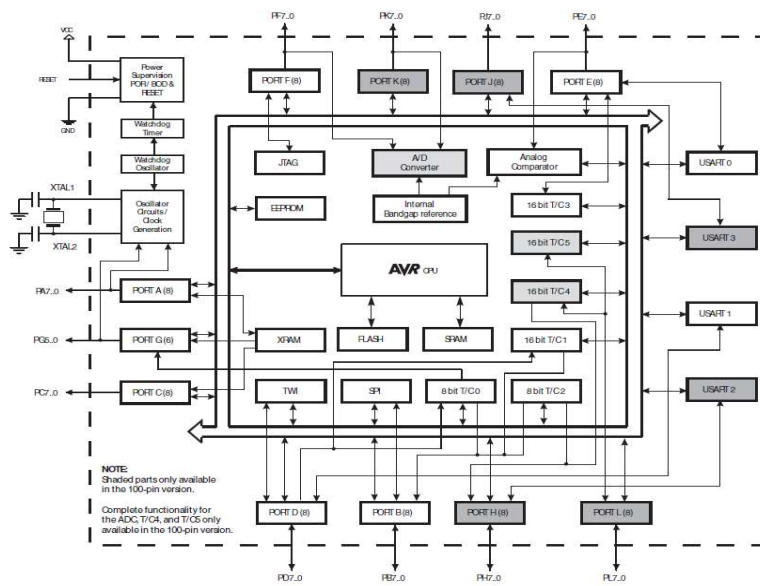 PF7..0
PK7..0
PJ7..0
PE7..0
VCC
RESET
GND
Power
Supervision
POR/ BOD &
RESET
PORT F (8)
PORT K (8)
PORT J (8)
PORT E (8)
Watchdog
Timer
Watchdog
Oscillator
JTAG
A/D
Converter
Analog
Comparator
USART 0
XTAL1
XTAL2
Oscillator
Circuits /
Clock
Generation
EEPROM
Internal
Bandgap reference
16 bit T/C3
16 bit T/C5
USART 3
AVR CPU
16 bit T/C4
PA7..0
PORT A (8)
USART 1
PG5..0
PORT G (6)
XRAM
FLASH
SRAM
16 bit T/C1
PC7..0
PORT C (8)
TWI
SPI
8 bit T/C0
8 bit T/C2
USART 2
NOTE:
Shaded parts only available
in the 100-pin version.
Complete functionality for
the ADC, T/C4, and T/C5 only
available in the 100-pin version.
PORT D (8)
PORT B (8)
PORT H (8)
PORT L (8)
PD7..0
PB7..0
PH7..0
PL7..0